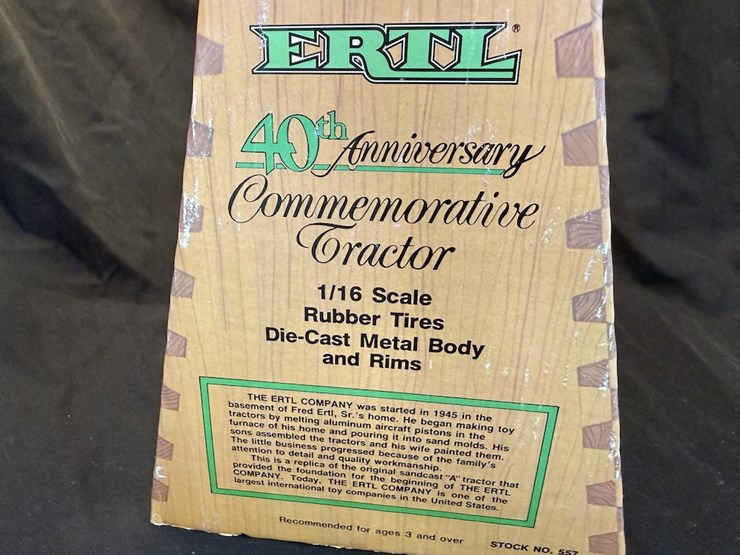 ERTL®
40th Anniversary
Commemorative
Tractor
1/16 Scale
Rubber Tires
Die-Cast Metal Body
and Rims
THE ERTL COMPANY was started in 1945 in the
basement of Fred Ertl, Sr.'s home. He began making toy
tractors by melting aluminum aircraft pistons in the
furnace of his home and pouring it into sand molds. His
sons assembled the tractors and his wife painted them.
The little business progressed because of the family's
attention to detail and quality workmanship.
This is a replica of the original sandcast "A" tractor that
provided the foundation for the beginning of THE ERTL
COMPANY. Today, THE ERTL COMPANY is one of the
largest international toy companies in the United States.
Recommended for ages 3 and over
STOCK NO. 557